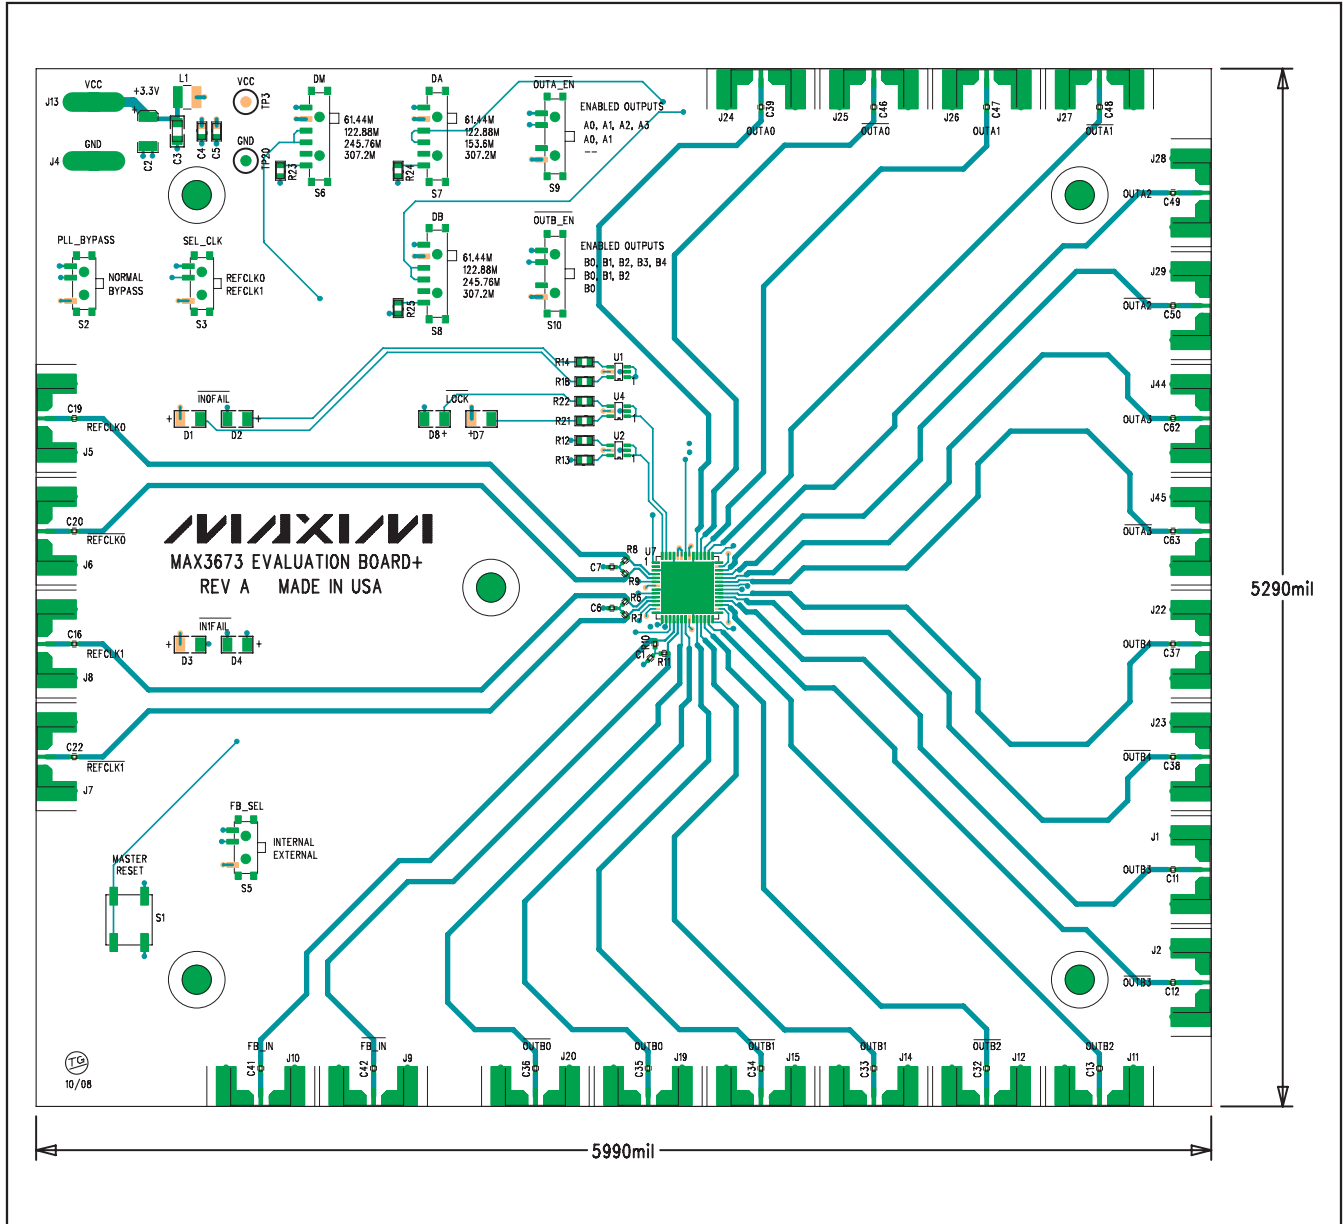 VCC
J13
+3.3V
+
L1
VCC
TP3
GND
J4
C2
C3
C4
C5
GND
TP20
DM
61.44M
122.88M
245.76M
307.2M
R23
S6
DA
61.44M
122.88M
153.6M
307.2M
R24
S7
OUTA_EN
ENABLED OUTPUTS
A0, A1, A2, A3
A0, A1
--
S9
DB
61.44M
122.88M
245.76M
307.2M
R25
S8
OUTB_EN
ENABLED OUTPUTS
B0, B1, B2, B3, B4
B0, B1, B2
B0
S10
PLL_BYPASS
NORMAL
BYPASS
S2
SEL_CLK
REFCLK0
REFCLK1
S3
J24
C39
OUTA0
J25
C46
OUTA0
J26
C47
OUTA1
J27
C48
OUTA1
J28
OUTA2
C49
J29
OUTA2
C50
J44
OUTA3
C62
J45
OUTA3
C63
J22
OUTB4
C37
J23
OUTB4
C38
J1
OUTB3
C11
J2
OUTB3
C12
R14
R18
R22
R21
R12
R13
U1
1
U4
1
U2
1
C19
REFCLK0
J5
IN0FAIL
+
D1
D2
+
LOCK
D8+
+D7
C20
REFCLK0
J6
MAXIM
MAX3673 EVALUATION BOARD+
REV A MADE IN USA
R8
C7
R9
R6
C6
R7
U7
1
R10
C1
R11
C16
REFCLK1
J8
IN1FAIL
+
D3
D4
+
C22
REFCLK1
J7
FB_SEL
INTERNAL
EXTERNAL
S5
MASTER
RESET
S1
TG
10/08
FB_IN
C41
J10
FB_IN
C42
J9
OUTB0
C36
J20
OUTB0
C35
J19
OUTB1
C34
J15
OUTB1
C33
J14
OUTB2
C32
J12
OUTB2
C13
J11
5290mil
5990mil